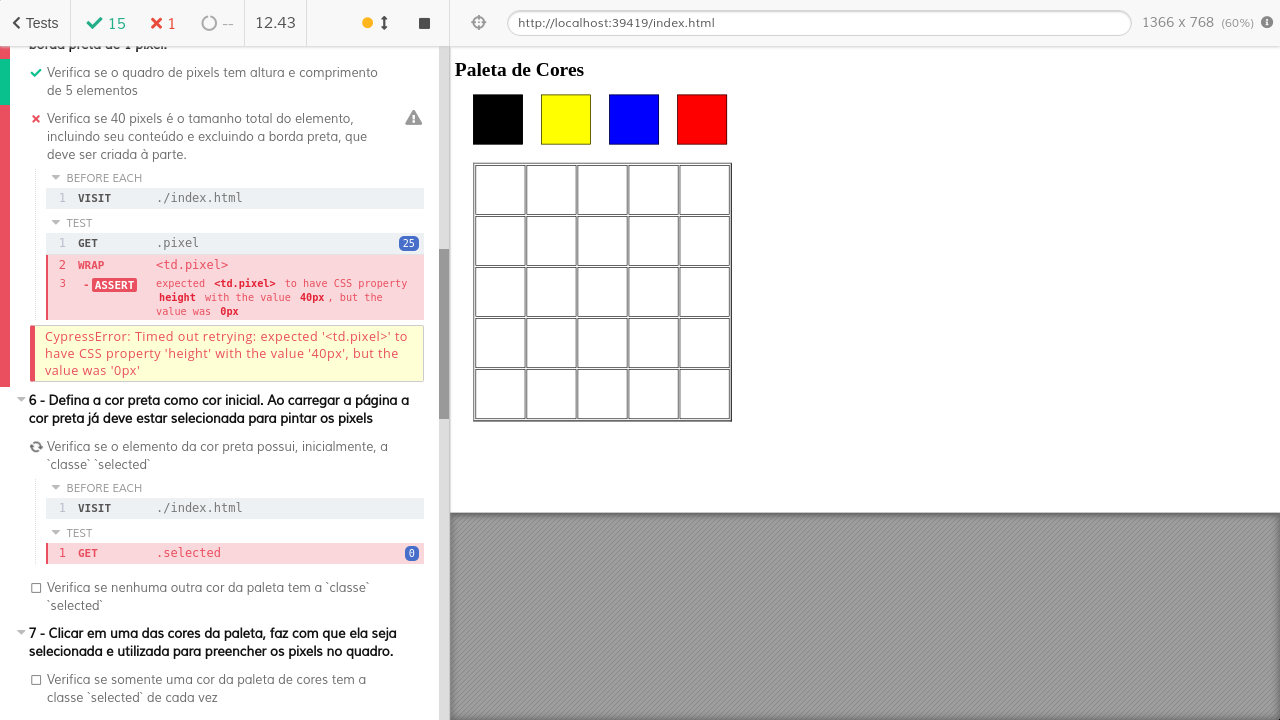 Tests
15
1
--
12.43
http://localhost:39419/index.html
1366 x 768 (60%)
borda preta de 1 pixel.
Verifica se o quadro de pixels tem altura e comprimento
de 5 elementos
Verifica se 40 pixels é o tamanho total do elemento,
incluindo seu conteúdo e excluindo a borda preta, que
deve ser criada à parte.
BEFORE EACH
1 VISIT ./index.html
TEST
1 GET .pixel 25
2 WRAP <td.pixel>
3 - ASSERT expected <td.pixel> to have CSS property
height with the value 40px , but the
value was 0px
CypressError: Timed out retrying: expected '<td.pixel>' to
have CSS property 'height' with the value '40px', but the
value was '0px'
6 - Defina a cor preta como cor inicial. Ao carregar a página a
cor preta já deve estar selecionada para pintar os pixels
Verifica se o elemento da cor preta possui, inicialmente, a
`classe` `selected`
BEFORE EACH
1 VISIT ./index.html
TEST
1 GET .selected 0
Verifica se nenhuma outra cor da paleta tem a `classe`
`selected`
7 - Clicar em uma das cores da paleta, faz com que ela seja
selecionada e utilizada para preencher os pixels no quadro.
Verifica se somente uma cor da paleta de cores tem a
classe `selected` de cada vez
Paleta de Cores